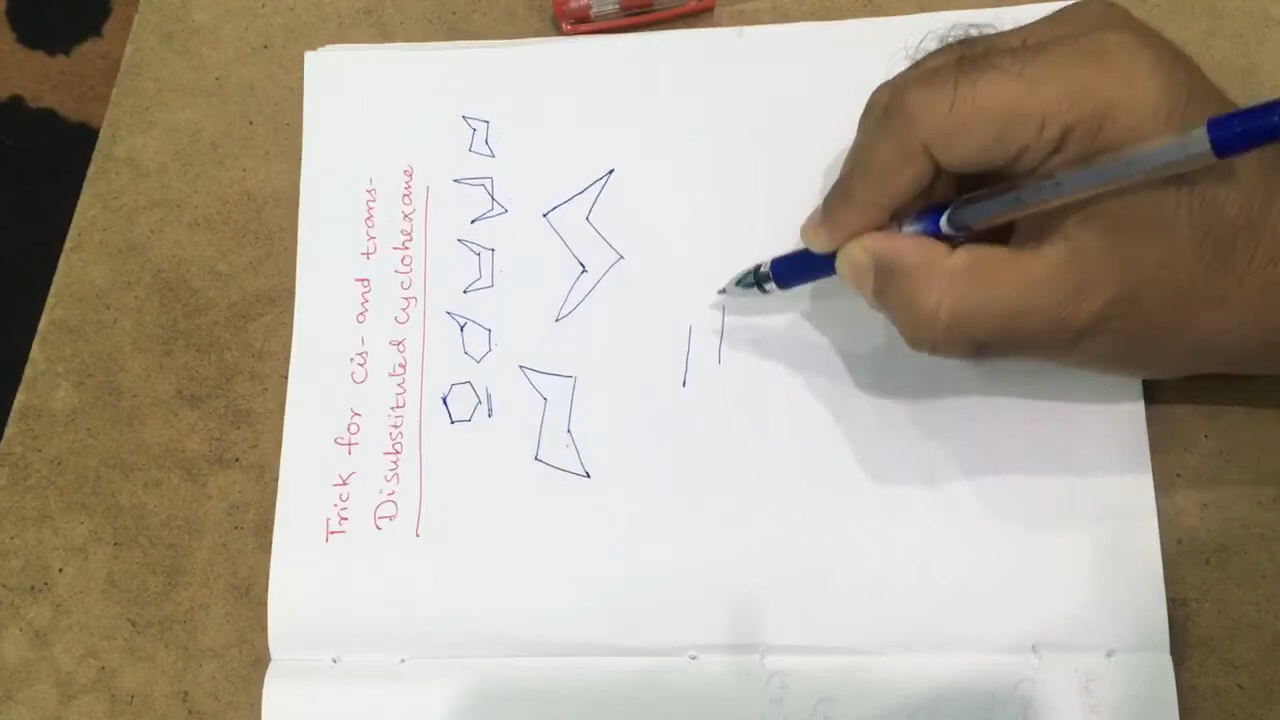 Trick for cis- and trans-
Disubstituted cyclohexane